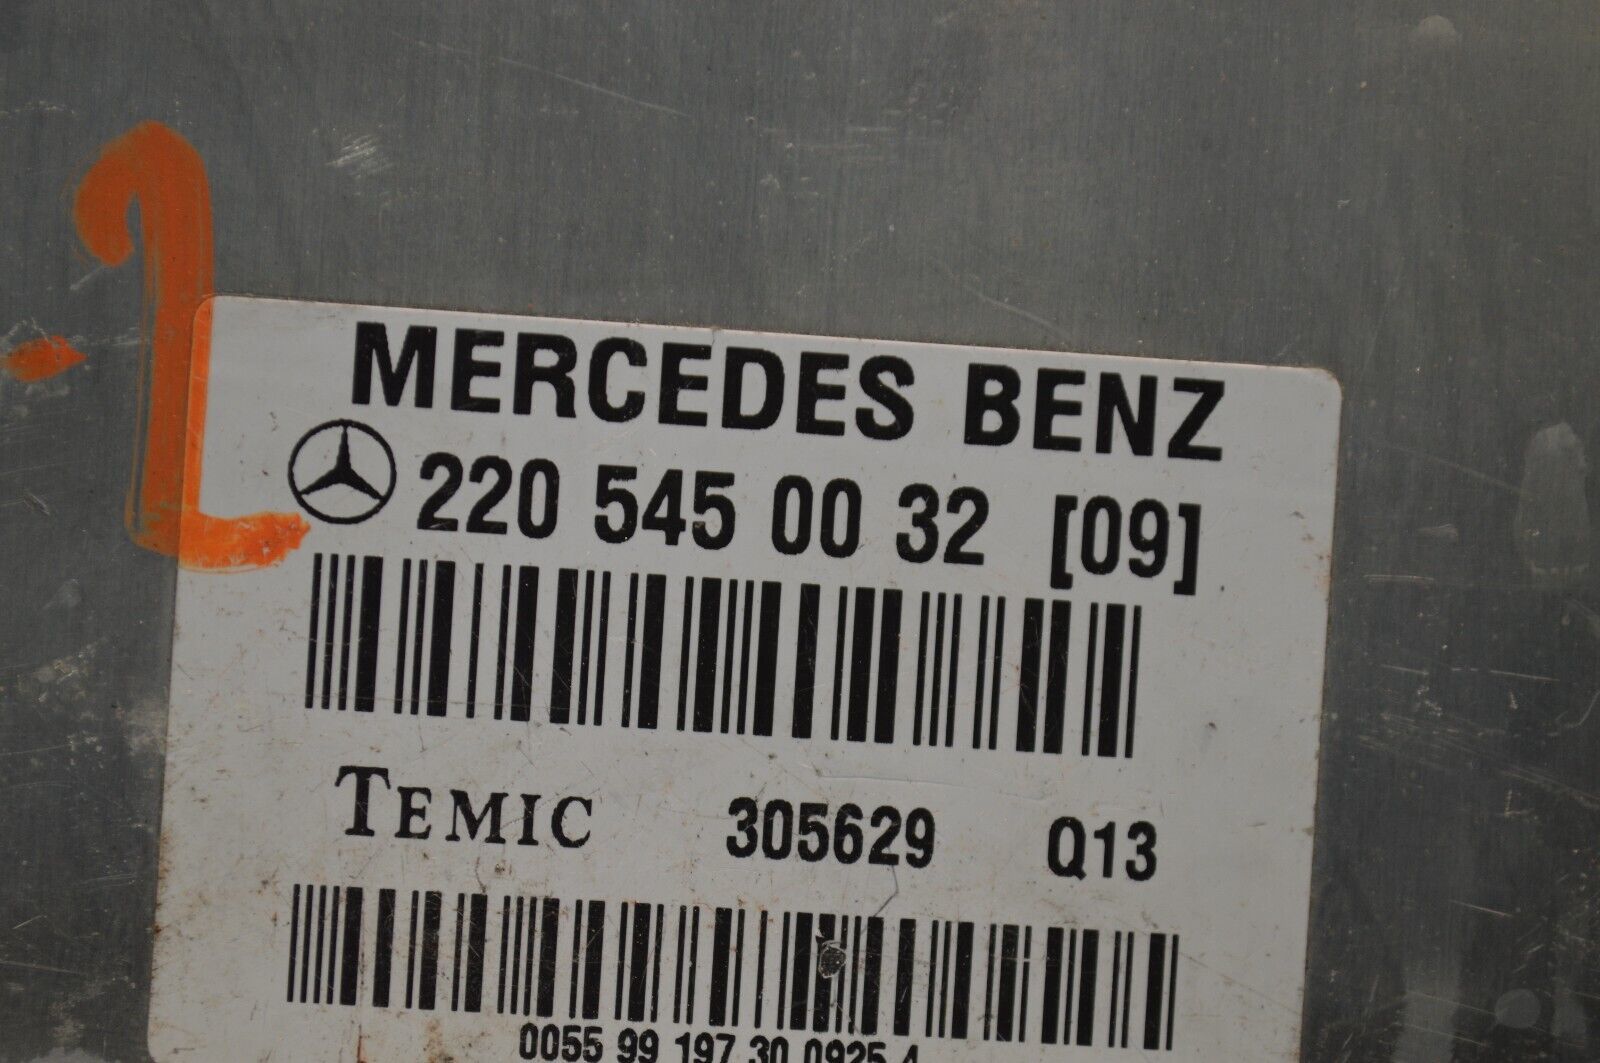 MERCEDES BENZ
220 545 00 32 [09]
TEMIC 305629 Q13
0055 99 197 30 0925 4